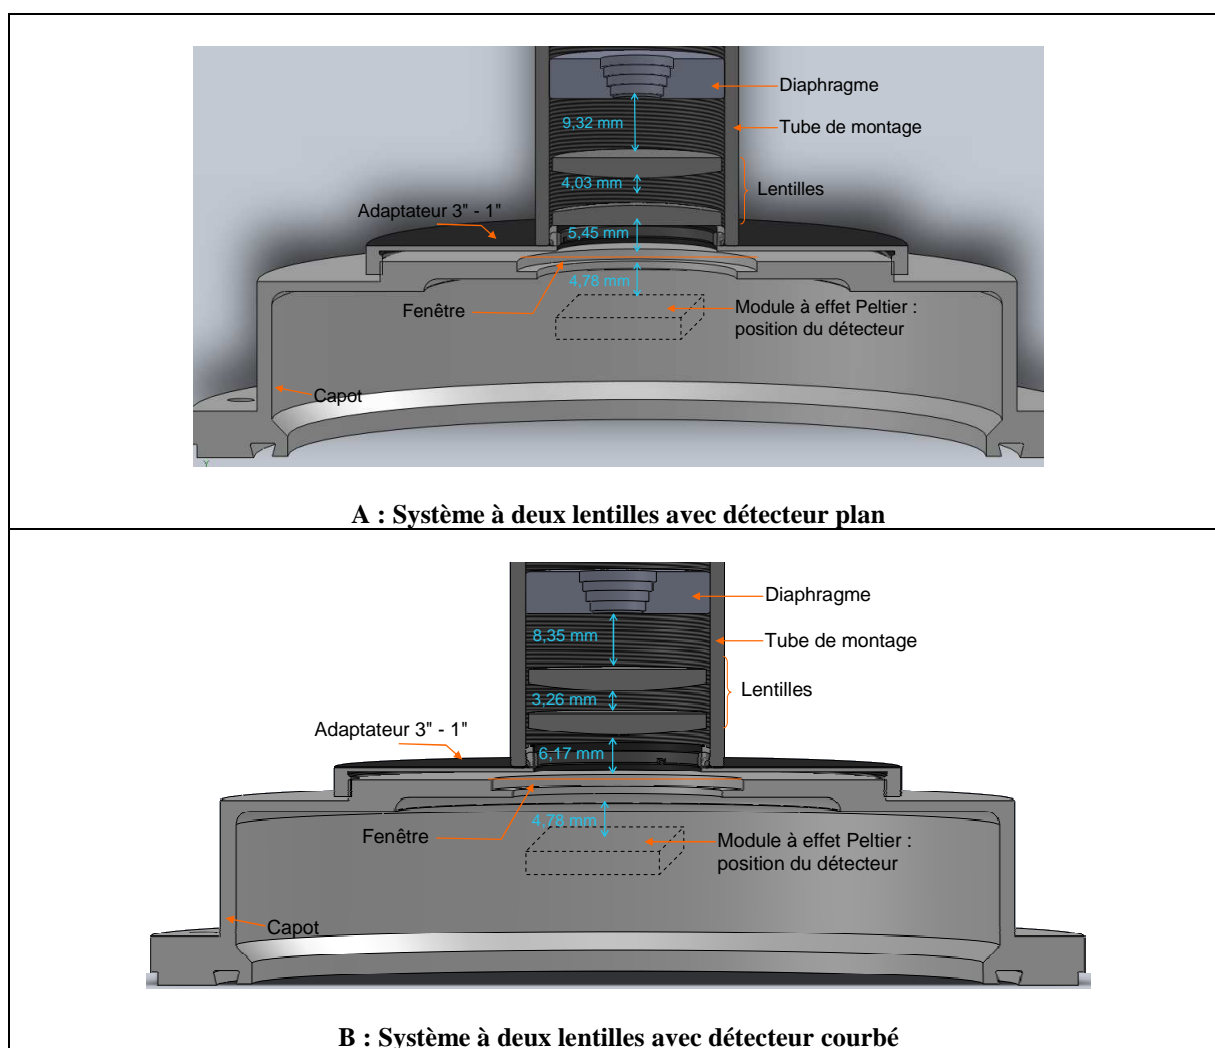 Diaphragme
9,32 mm
Tube de montage
4,03 mm
Lentilles
Adaptateur 3" - 1"
5,45 mm
4,78 mm
Fenêtre
Module à effet Peltier :
position du détecteur
Capot
Y
A : Système à deux lentilles avec détecteur plan
Diaphragme
8,35 mm
Tube de montage
Lentilles
3,26 mm
Adaptateur 3" - 1"
6,17 mm
4,78 mm
Fenêtre
Module à effet Peltier :
position du détecteur
Capot
B : Système à deux lentilles avec détecteur courbé